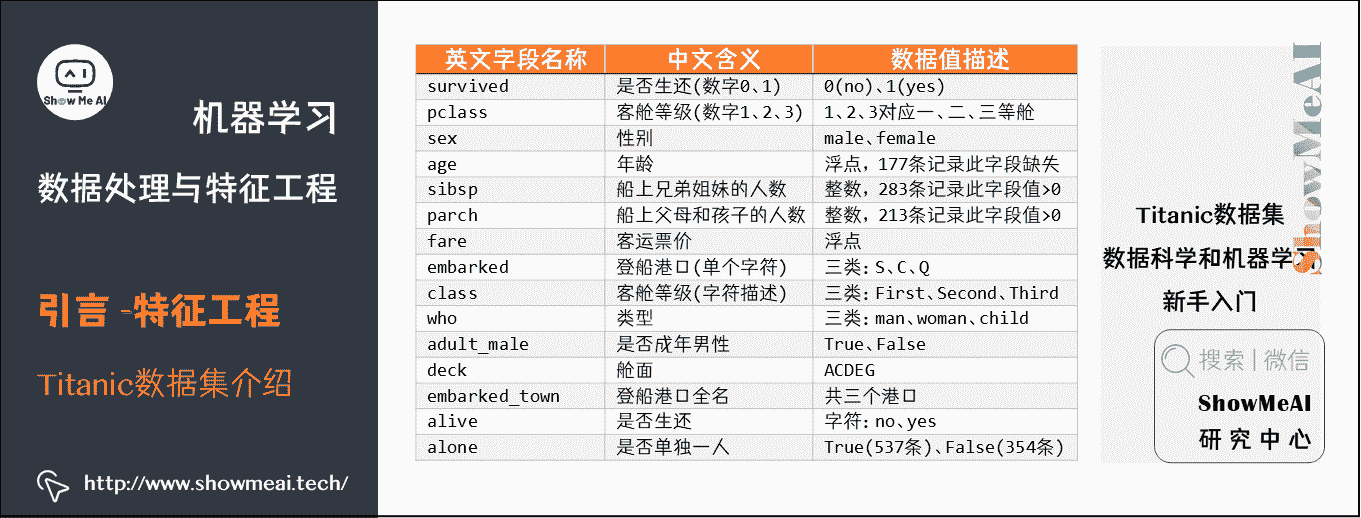 Show Me AI
机器学习
数据处理与特征工程
引言 -特征工程
Titanic数据集介绍
http://www.showmeai.tech/
英文字段名称 中文含义 数据值描述
survived 是否生还(数字0、1) 0(no)、1(yes)
pclass 客舱等级(数字1、2、3) 1、2、3对应一、二、三等舱
sex 性别 male、female
age 年龄 浮点，177条记录此字段缺失
sibsp 船上兄弟姐妹的人数 整数，283条记录此字段值>0
parch 船上父母和孩子的人数 整数，213条记录此字段值>0
fare 客运票价 浮点
embarked 登船港口(单个字符) 三类：S、C、Q
class 客舱等级(字符描述) 三类：First、Second、Third
who 类型 三类：man、woman、child
adult_male 是否成年男性 True、False
deck 舱面 ACDEG
embarked_town 登船港口全名 共三个港口
alive 是否生还 字符：no、yes
alone 是否单独一人 True(537条)、False(354条)
ShowMeAI
Titanic数据集
数据科学和机器学习
新手入门
搜索 | 微信
ShowMeAI
研究中心